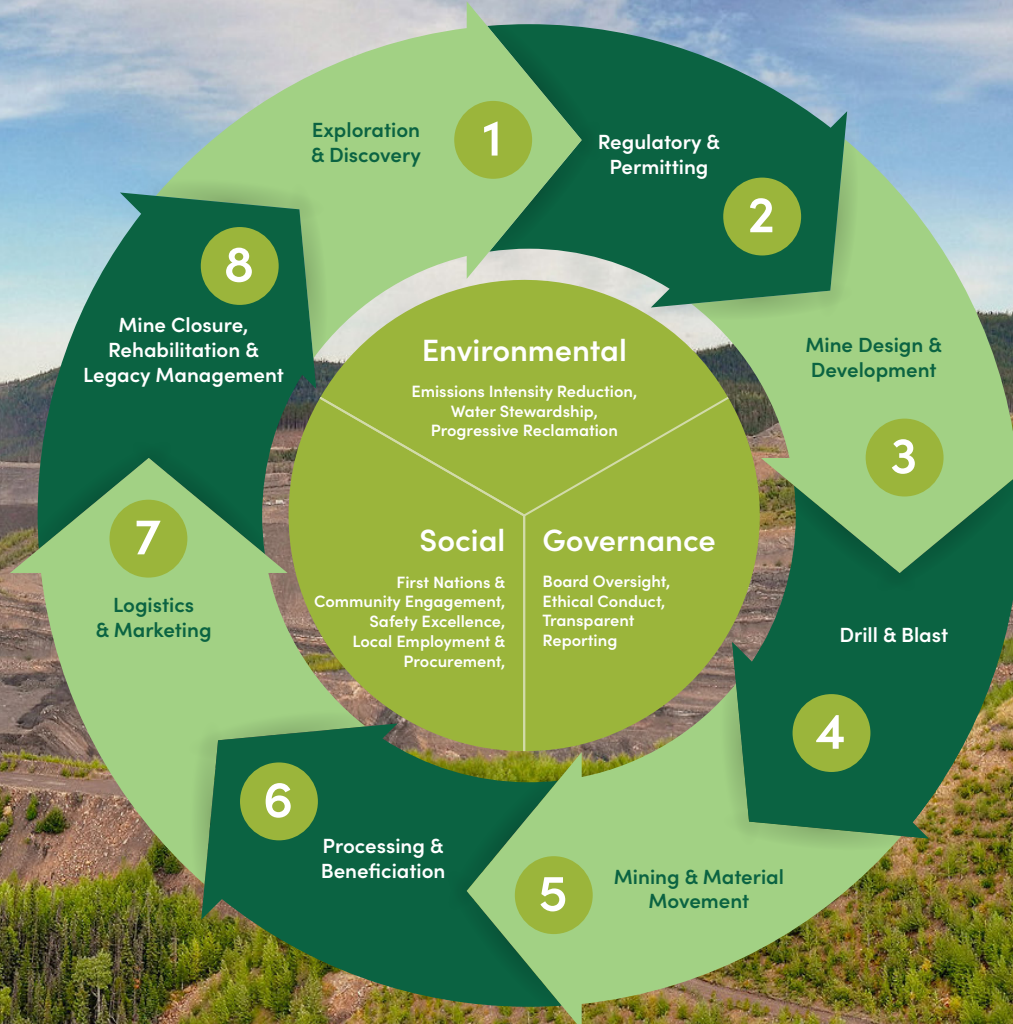 Exploration
& Discovery
1
Regulatory &
Permitting
2
Mine Design &
Development
3
Drill & Blast
4
Mining & Material
Movement
5
Processing &
Beneficiation
6
Logistics
& Marketing
7
Mine Closure,
Rehabilitation &
Legacy Management
8
Environmental
Emissions Intensity Reduction,
Water Stewardship,
Progressive Reclamation
Social
First Nations &
Community Engagement,
Safety Excellence,
Local Employment &
Procurement,
Governance
Board Oversight,
Ethical Conduct,
Transparent
Reporting